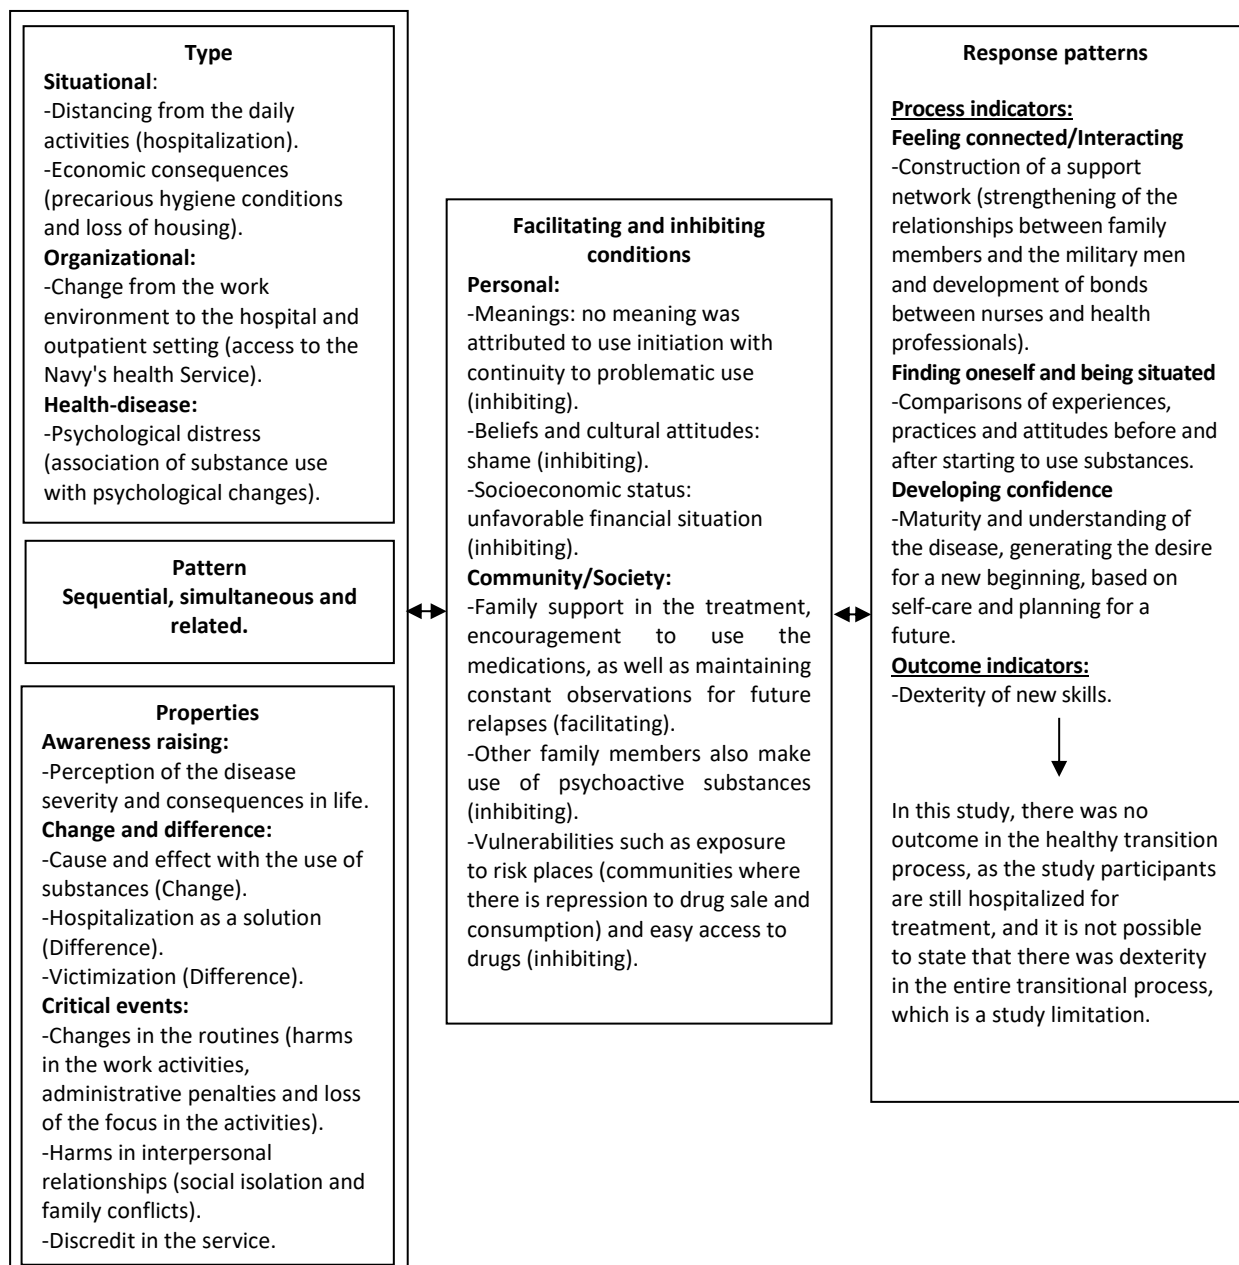 Type
Situational:
-Distancing from the daily
activities (hospitalization).
-Economic consequences
(precarious hygiene conditions
and loss of housing).
Organizational:
-Change from the work
environment to the hospital and
outpatient setting (access to the
Navy's health Service).
Health-disease:
-Psychological distress
(association of substance use
with psychological changes).
Pattern
Sequential, simultaneous and
related.
Properties
Awareness raising:
-Perception of the disease
severity and consequences in life.
Change and difference:
-Cause and effect with the use of
substances (Change).
-Hospitalization as a solution
(Difference).
-Victimization (Difference).
Critical events:
-Changes in the routines (harms
in the work activities,
administrative penalties and loss
of the focus in the activities).
-Harms in interpersonal
relationships (social isolation and
family conflicts).
-Discredit in the service.
Facilitating and inhibiting
conditions
Personal:
-Meanings: no meaning was
attributed to use initiation with
continuity to problematic use
(inhibiting).
-Beliefs and cultural attitudes:
shame (inhibiting).
-Socioeconomic status:
unfavorable financial situation
(inhibiting).
Community/Society:
-Family support in the treatment,
encouragement to use the
medications, as well as maintaining
constant observations for future
relapses (facilitating).
-Other family members also make
use of psychoactive substances
(inhibiting).
-Vulnerabilities such as exposure
to risk places (communities where
there is repression to drug sale and
consumption) and easy access to
drugs (inhibiting).
Response patterns
Process indicators:
Feeling connected/Interacting
-Construction of a support
network (strengthening of the
relationships between family
members and the military men
and development of bonds
between nurses and health
professionals).
Finding oneself and being situated
-Comparisons of experiences,
practices and attitudes before and
after starting to use substances.
Developing confidence
-Maturity and understanding of
the disease, generating the desire
for a new beginning, based on
self-care and planning for a
future.
Outcome indicators:
-Dexterity of new skills.
In this study, there was no
outcome in the healthy transition
process, as the study participants
are still hospitalized for
treatment, and it is not possible
to state that there was dexterity
in the entire transitional process,
which is a study limitation.